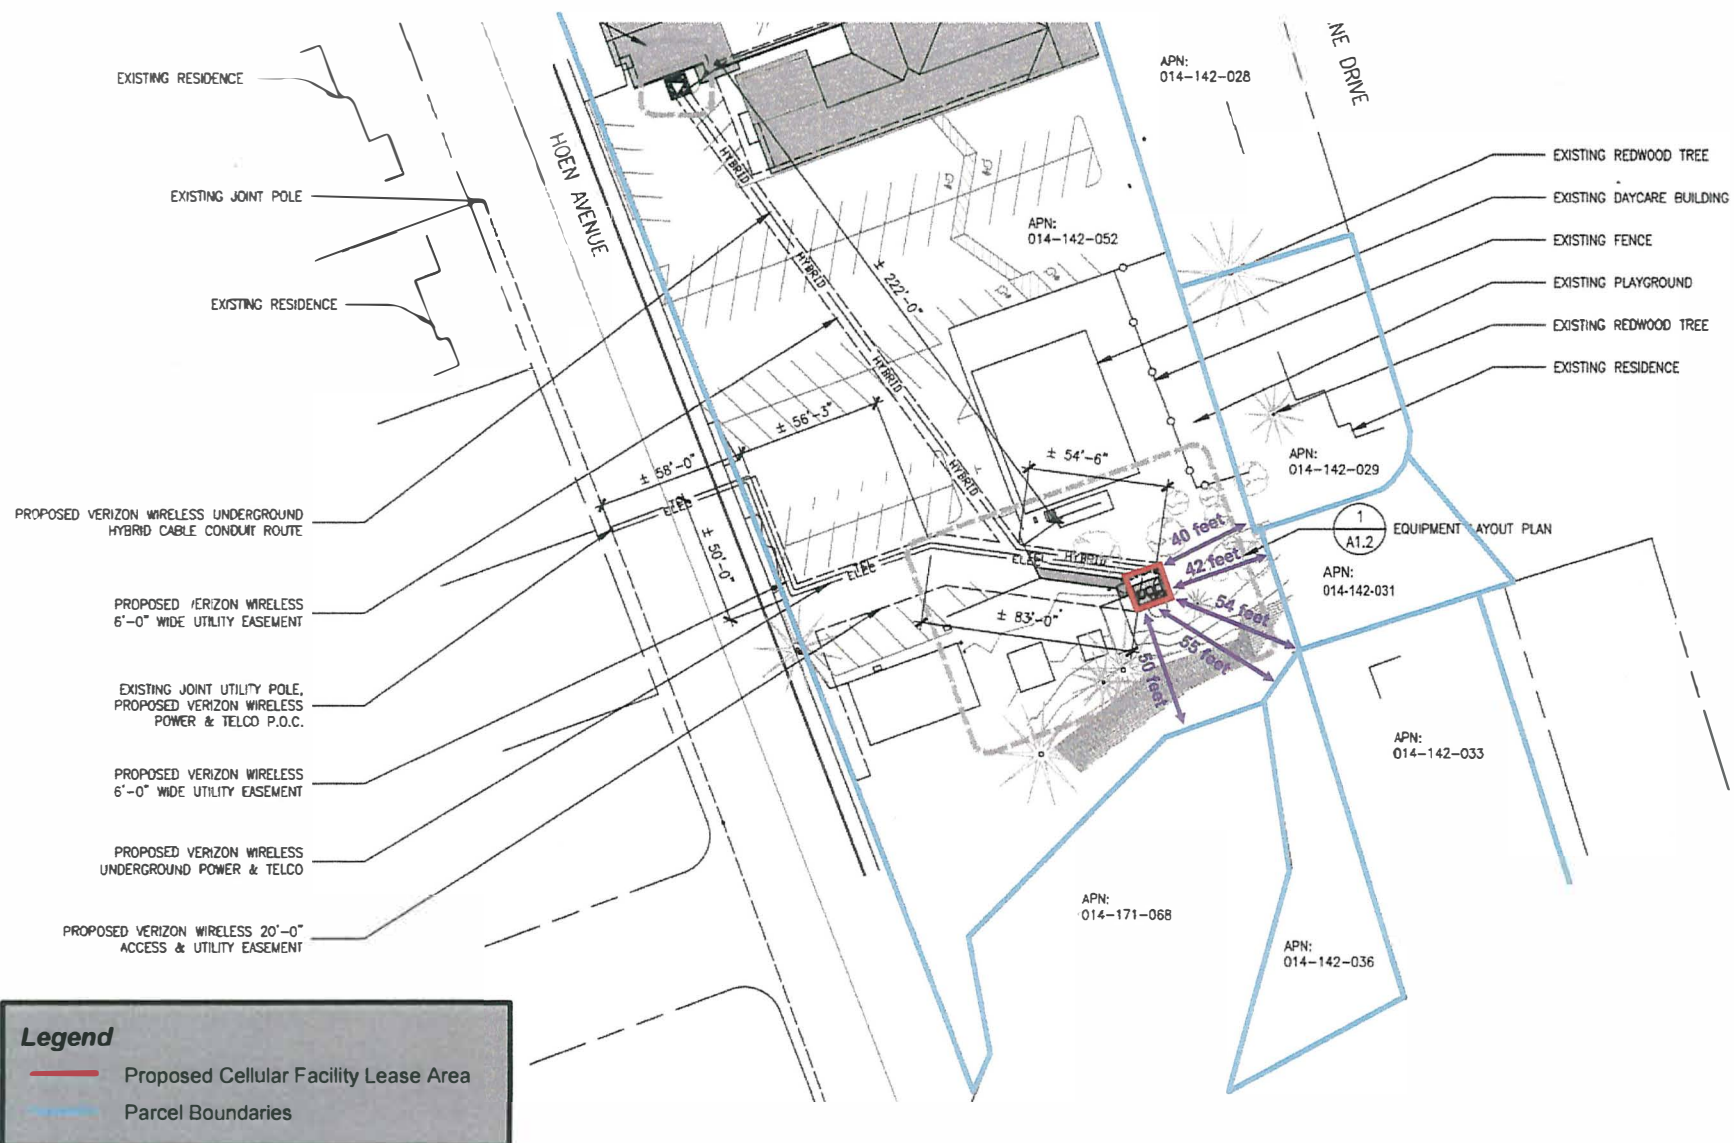 EXISTING RESIDENCE
EXISTING JOINT POLE
EXISTING RESIDENCE
HOEN AVENUE
APN:
014-142-028
NE DRIVE
EXISTING REDWOOD TREE
EXISTING DAYCARE BUILDING
EXISTING FENCE
EXISTING PLAYGROUND
EXISTING REDWOOD TREE
EXISTING RESIDENCE
APN:
014-142-052
HYBRID
HYBRID
HYBRID
HYBRID
HYBRID
± 222'-0"
± 56'-3"
± 58'-0"
± 50'-0"
± 54'-6"
± 83'-0"
ELEC
ELEC
ELEC
APN:
014-142-029
1
A1.2
EQUIPMENT LAYOUT PLAN
APN:
014-142-031
40 feet
42 feet
54 feet
55 feet
50 feet
APN:
014-142-033
APN:
014-171-068
APN:
014-142-036
PROPOSED VERIZON WIRELESS UNDERGROUND
HYBRID CABLE CONDUIT ROUTE
PROPOSED VERIZON WIRELESS
6'-0" WIDE UTILITY EASEMENT
EXISTING JOINT UTILITY POLE,
PROPOSED VERIZON WIRELESS
POWER & TELCO P.O.C.
PROPOSED VERIZON WIRELESS
6'-0" WIDE UTILITY EASEMENT
PROPOSED VERIZON WIRELESS
UNDERGROUND POWER & TELCO
PROPOSED VERIZON WIRELESS 20'-0"
ACCESS & UTILITY EASEMENT
Legend
Proposed Cellular Facility Lease Area
Parcel Boundaries